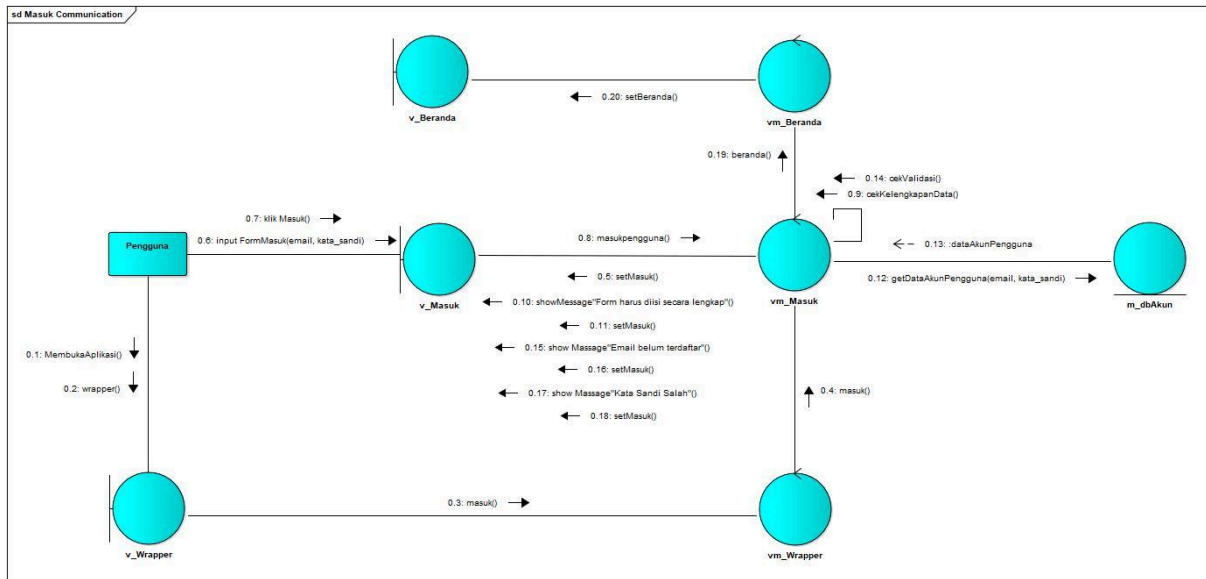 sd Masuk Communication
v_Beranda
0.20: setBeranda()
vm_Beranda
0.19: beranda()
0.14: cekValidasi()
0.9: cekKelengkapanData()
0.7: klik Masuk()
0.6: input FormMasuk(email, kata_sandi)
Pengguna
v_Masuk
0.8: masukpengguna()
0.5: setMasuk()
0.10: showMessage"Form harus diisi secara lengkap"()
0.11: setMasuk()
0.15: show Massage"Email belum terdaftar"()
0.16: setMasuk()
0.17: show Massage"Kata Sandi Salah"()
0.18: setMasuk()
vm_Masuk
0.13: :dataAkunPengguna
0.12: getDataAkunPengguna(email, kata_sandi)
m_dbAkun
0.1: MembukaAplikasi()
0.2: wrapper()
0.4: masuk()
v_Wrapper
0.3: masuk()
vm_Wrapper